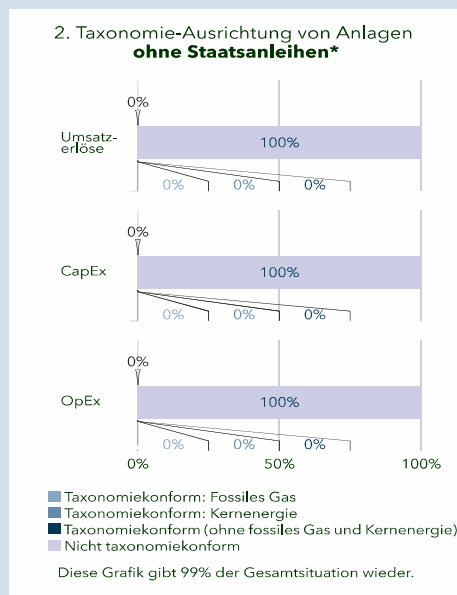 2. Taxonomie-Ausrichtung von Anlagen
ohne Staatsanleihen*
0%
Umsatz-
erlöse
100%
0% 0% 0%
0%
CapEx
100%
0% 0% 0%
0%
OpEx
100%
0% 0% 0%
0% 50% 100%
Taxonomiekonform: Fossiles Gas
Taxonomiekonform: Kernenergie
Taxonomiekonform (ohne fossiles Gas und Kernenergie)
Nicht taxonomiekonform
Diese Grafik gibt 99% der Gesamtsituation wieder.